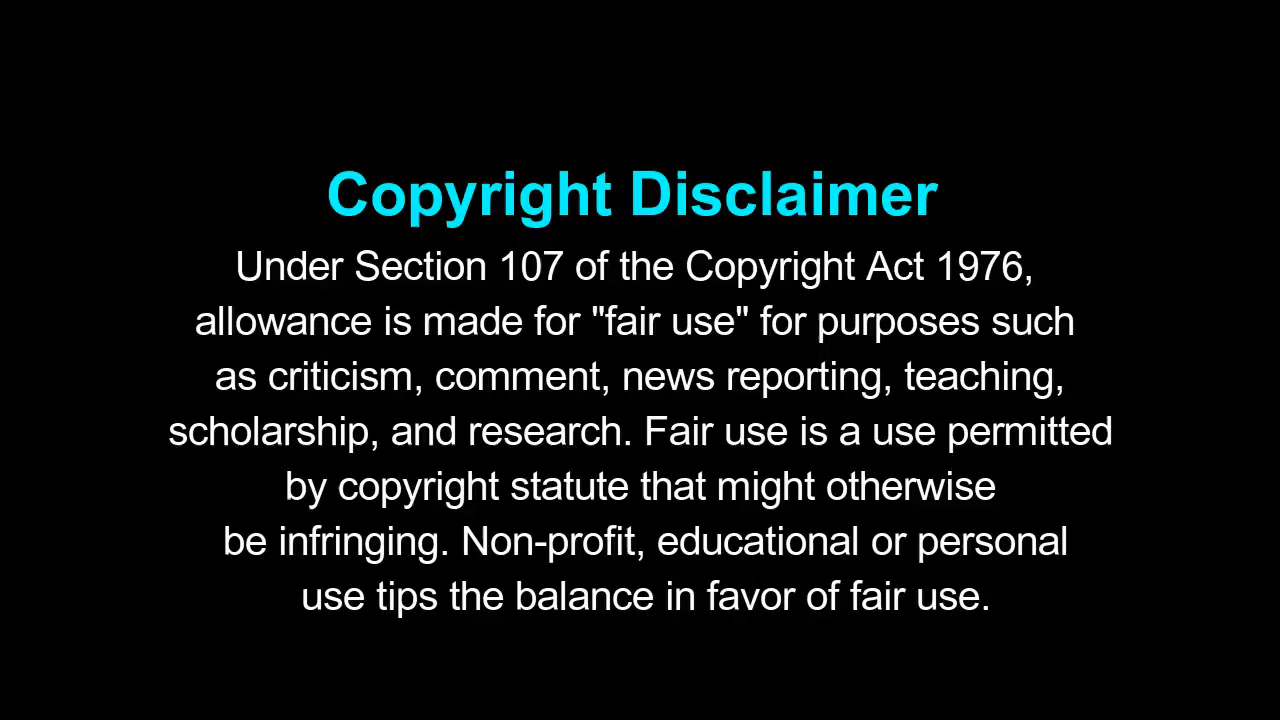 Copyright Disclaimer
Under Section 107 of the Copyright Act 1976,
allowance is made for "fair use" for purposes such
as criticism, comment, news reporting, teaching,
scholarship, and research. Fair use is a use permitted
by copyright statute that might otherwise
be infringing. Non-profit, educational or personal
use tips the balance in favor of fair use.